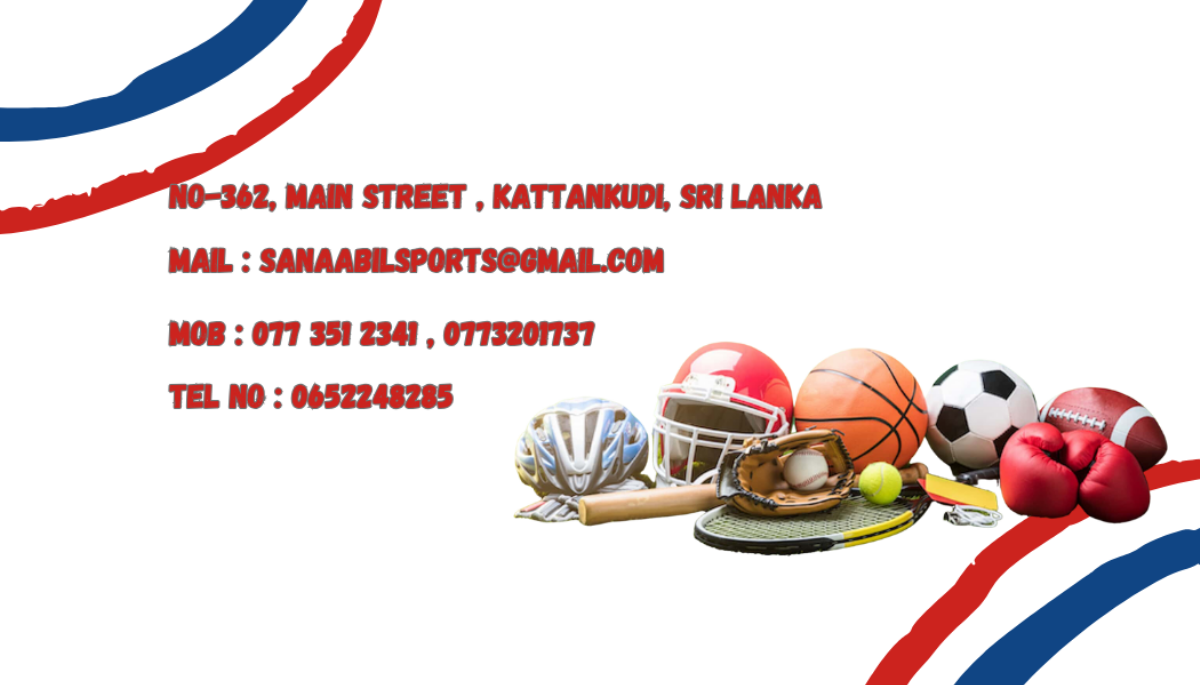 NO-362, MAIN STREET , KATTANKUDI, SRI LANKA
MAIL : SANAABILSPORTS@GMAIL.COM
MOB : 077 351 2341 , 0773201737
TEL NO : 0652248285